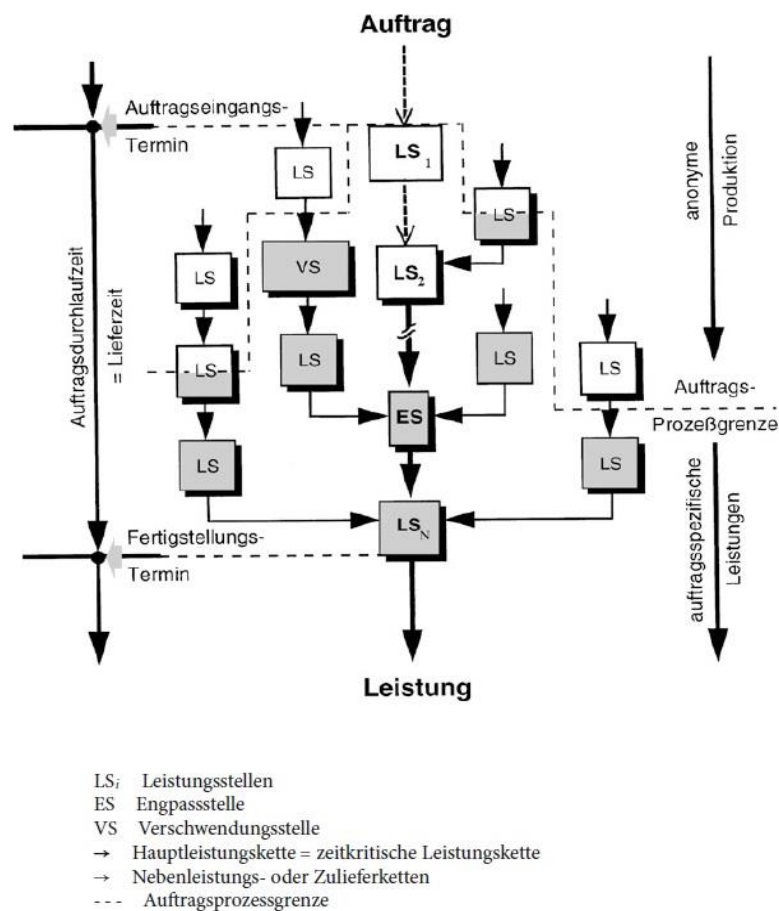 Auftrag
Auftragseingangs-
Termin
LS 1
LS
LS
anonyme
Produktion
LS
VS
LS2
Auftragsdurchlaufzeit
= Lieferzeit
LS
LS
LS
LS
Auftrags-
Prozeßgrenze
ES
LS
LS
auftragsspezifische
Leistungen
Fertigstellungs-
Termin
LSN
Leistung
LSi Leistungsstellen
ES Engpassstelle
VS Verschwendungsstelle
→ Hauptleistungskette = zeitkritische Leistungskette
→ Nebenleistungs- oder Zulieferketten
--- Auftragsprozessgrenze